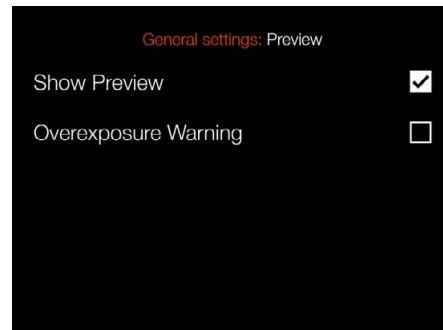 General settings: Preview
Show Preview
Overexposure Warning